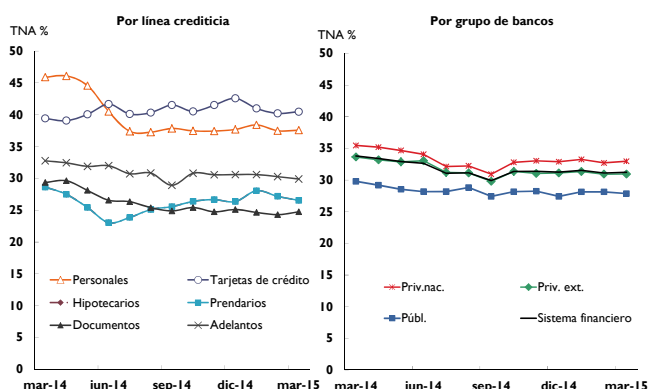 Por línea crediticia
TNA %
50
45
40
35
30
25
20
15
10
5
0
Personales
Tarjetas de crédito
Hipotecarios
Prendarios
Documentos
Adelantos
mar-14
jun-14
sep-14
dic-14
mar-15
Por grupo de bancos
TNA %
50
45
40
35
30
25
20
15
10
5
0
Priv.nac.
Priv. ext.
Públ.
Sistema financiero
mar-14
jun-14
sep-14
dic-14
mar-15